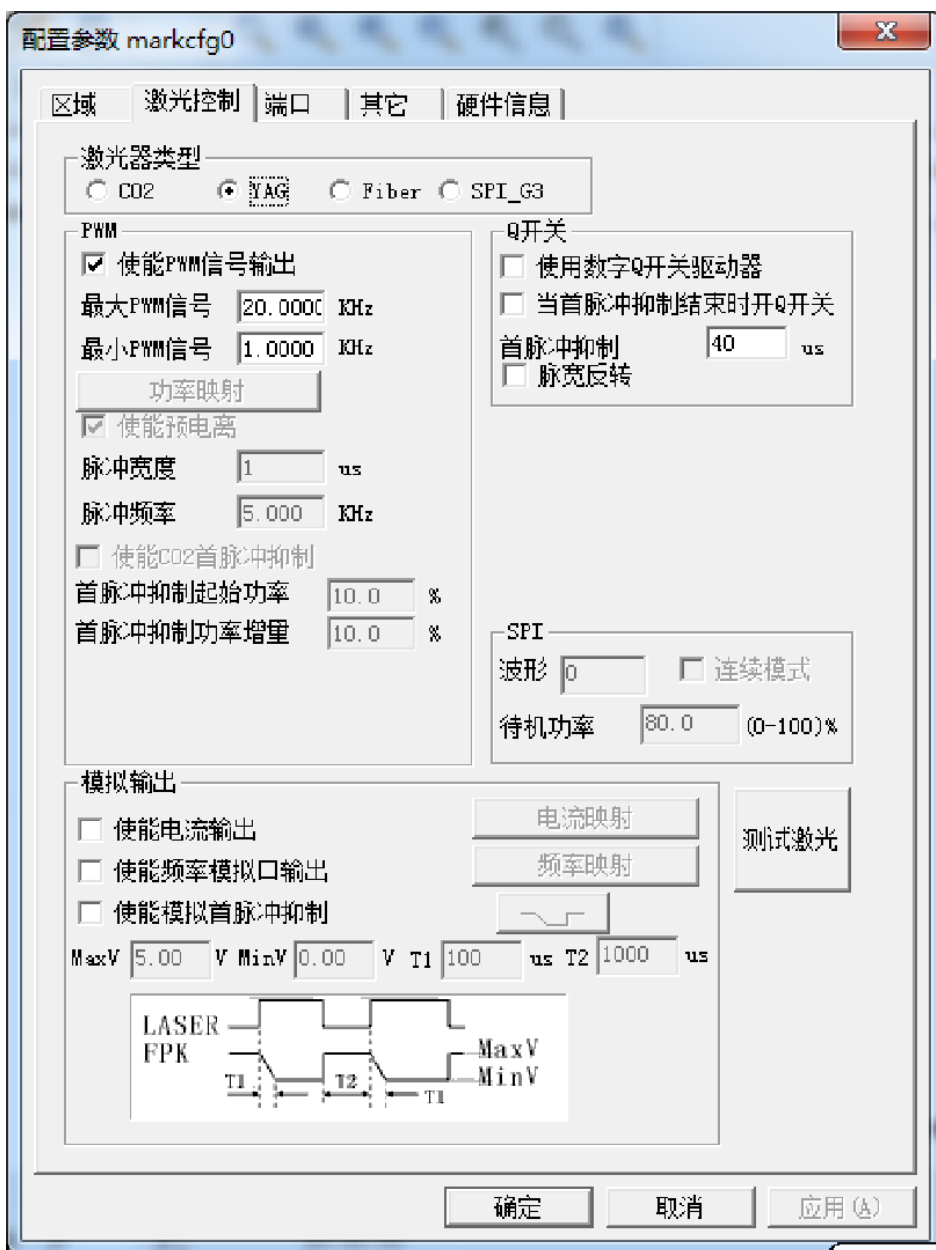 配置参数 markcfg0
区域 激光控制 端口 其它 硬件信息
激光器类型
CO2 YAG Fiber SPI_G3
PWM
使能PWM信号输出
最大PWM信号 20.0000 KHz
最小PWM信号 1.0000 KHz
功率映射
使能预电离
脉冲宽度 1 us
脉冲频率 5.000 KHz
使能CO2首脉冲抑制
首脉冲抑制起始功率 10.0 %
首脉冲抑制功率增量 10.0 %
Q开关
使用数字Q开关驱动器
当首脉冲抑制结束时开Q开关
首脉冲抑制 40 us
脉宽反转
SPI
波形 0 连续模式
待机功率 80.0 (0-100)%
模拟输出
使能电流输出 电流映射
使能频率模拟口输出 频率映射
使能模拟首脉冲抑制
MaxV 5.00 V MinV 0.00 V T1 100 us T2 1000 us
LASER
FPK MaxV
MinV
T1 T2 T1
测试激光
确定 取消 应用(A)